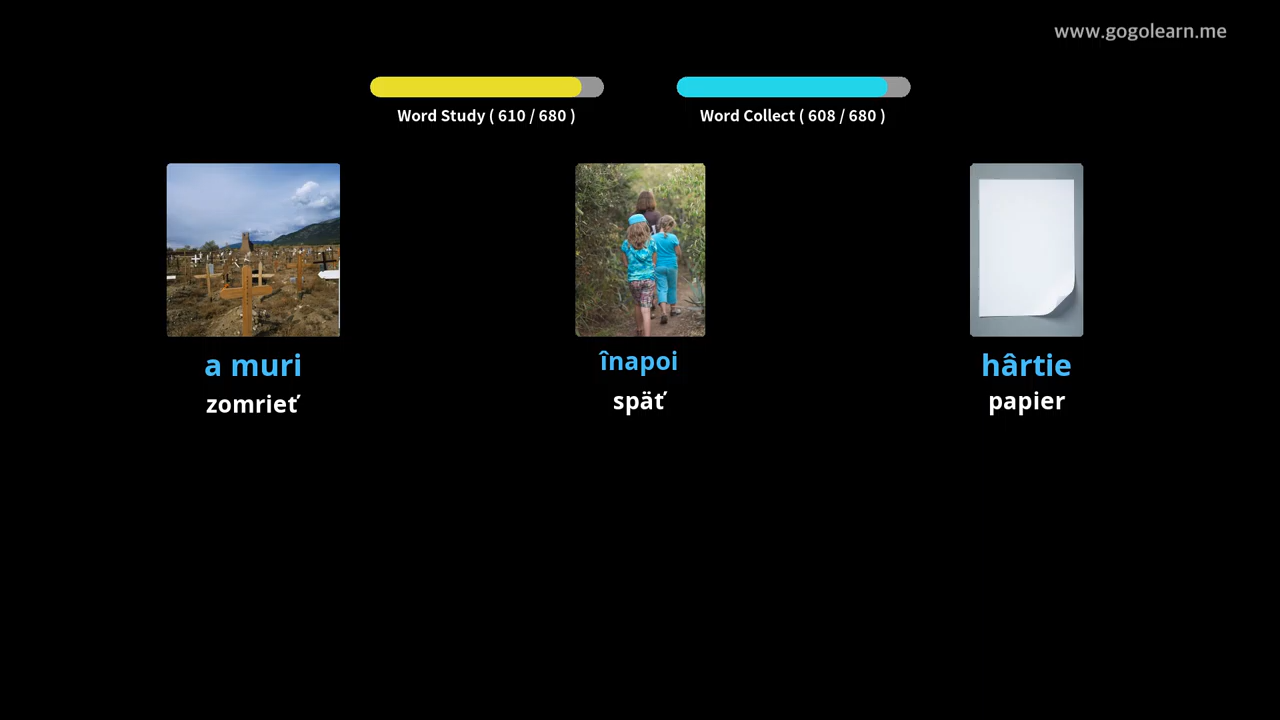 www.gogolearn.me
Word Study ( 610 / 680 )
Word Collect ( 608 / 680 )
a muri
zomrieť
înapoi
späť
hârtie
papier